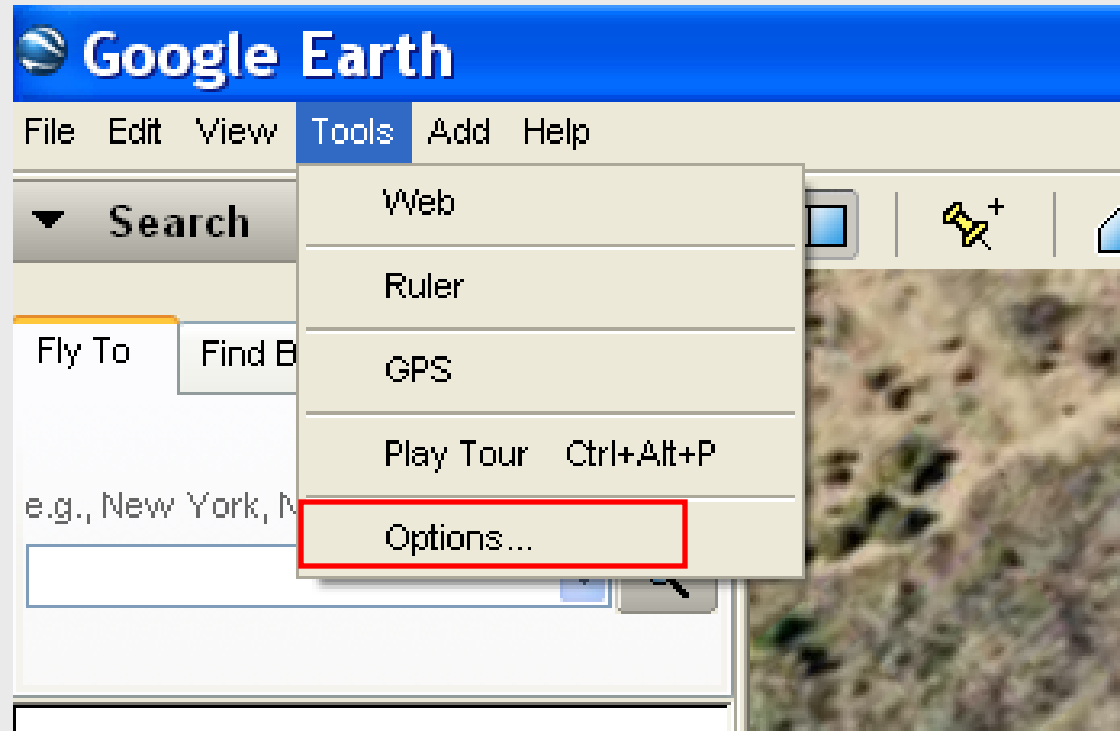 Google Earth
File Edit View Tools Add Help
Search
Web
Ruler
Fly To
Find B
GPS
Play Tour Ctrl+Alt+P
e.g., New York, N
Options...